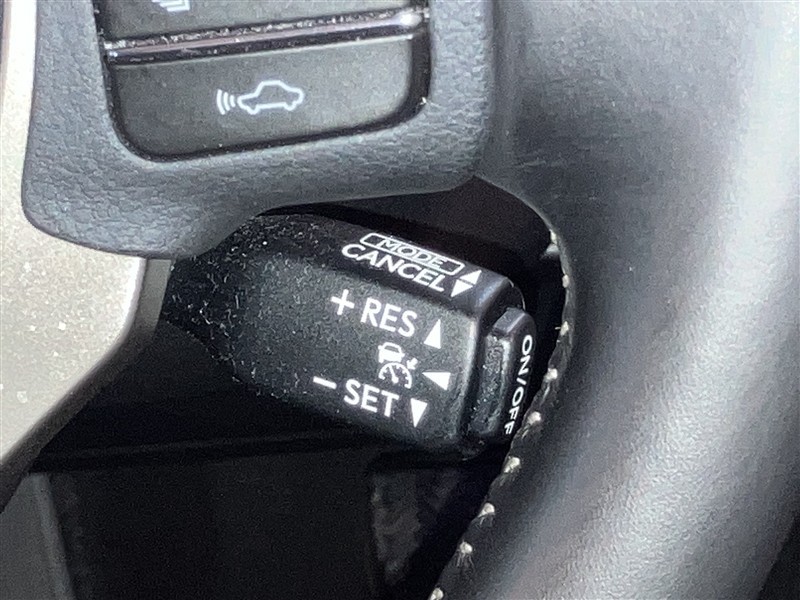 MODE
CANCEL
+ RES
- SET
ON/OFF